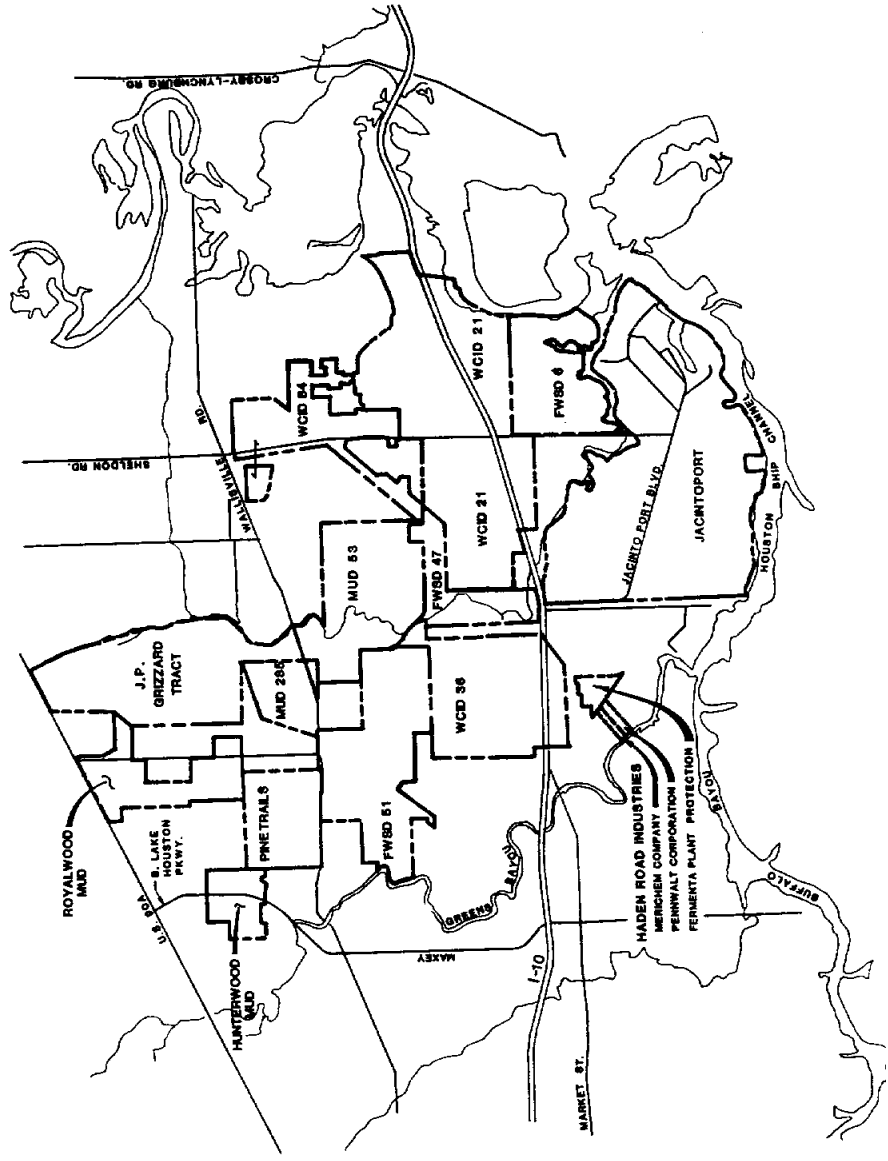 CROSBY-LYNCHBURG RD.
SHELDON RD.
WALLISVILLE RD.
WCID 84
WCID 21
FWSD 6
JACINTO PORT BLVD.
JACINTOPORT
HOUSTON SHIP CHANNEL
MUD 53
FWSD 47
WCID 21
J.P.
GRIZZARD
TRACT
MUD 285
WCID 36
ROYALWOOD
MUD
U.S. 90A
S. LAKE
HOUSTON
PKWY.
PINETRAILS
FWSD 51
HUNTERWOOD
MUD
GREENS BAYOU
MAXEY
I-10
MARKET ST.
HADEN ROAD INDUSTRIES
MERICHEM COMPANY
PENNWALT CORPORATION
FERMENTA PLANT PROTECTION
BUFFALO BAYOU